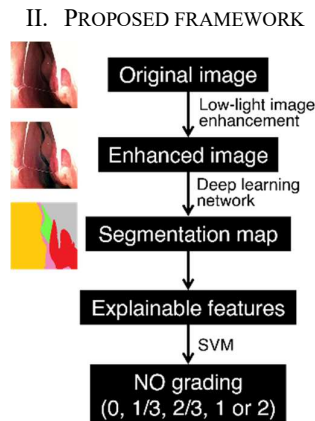 II. PROPOSED FRAMEWORK
Original image
Low-light image
enhancement
Enhanced image
Deep learning
network
Segmentation map
Explainable features
SVM
NO grading
(0, 1/3, 2/3, 1 or 2)